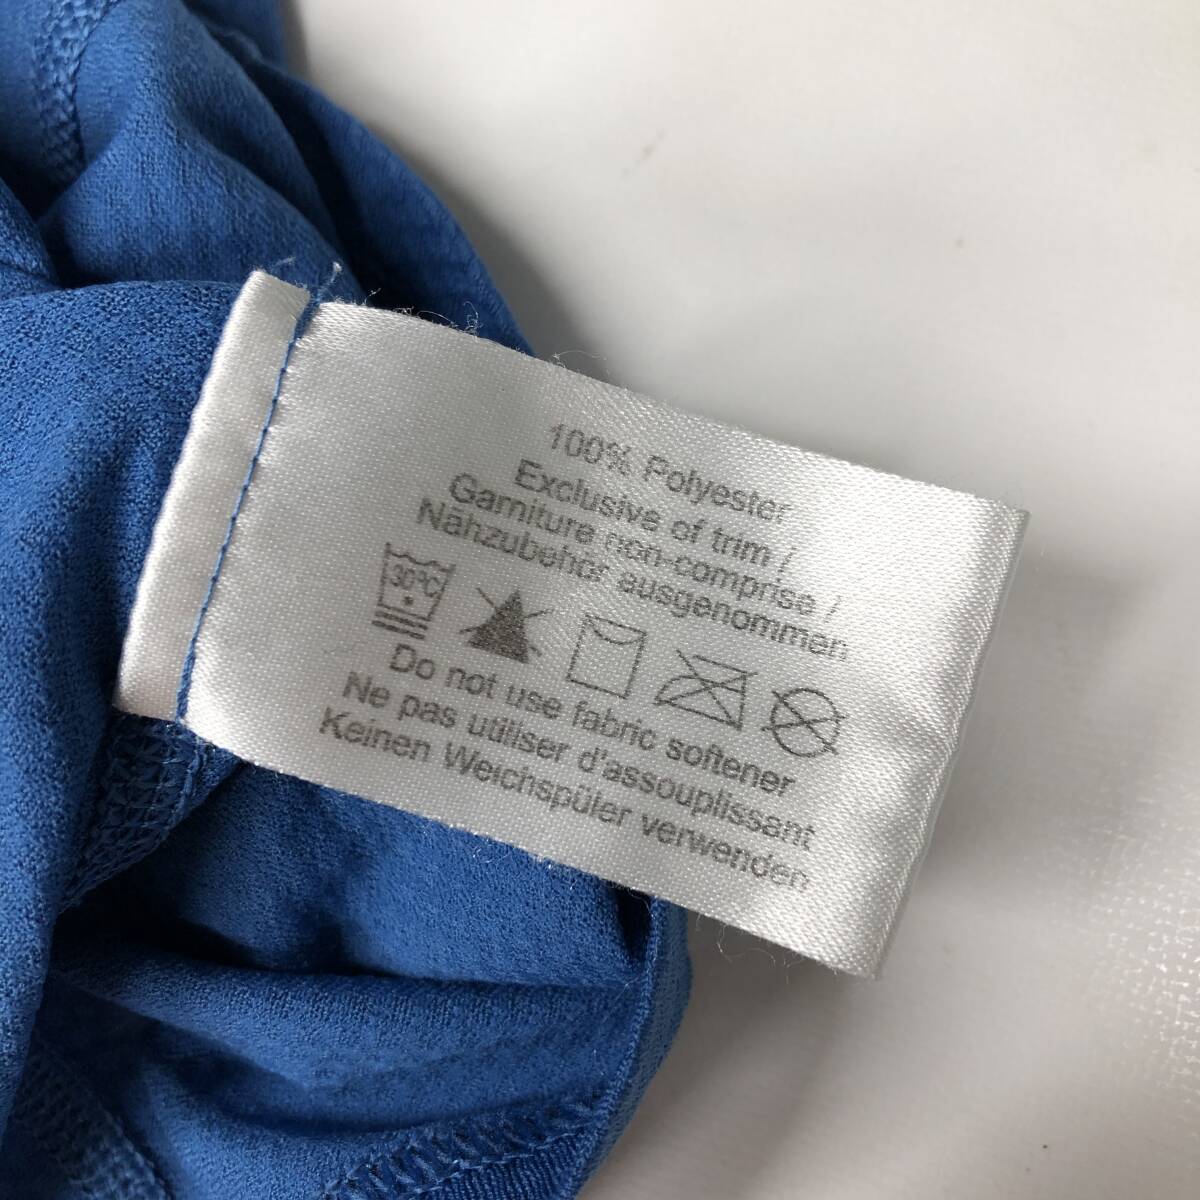 100% Polyester
Exclusive of trim /
Garniture non-comprise /
Nähzubehör ausgenommen
30°C
Do not use fabric softener
Ne pas utiliser d'assouplissant
Keinen Weichspüler verwenden